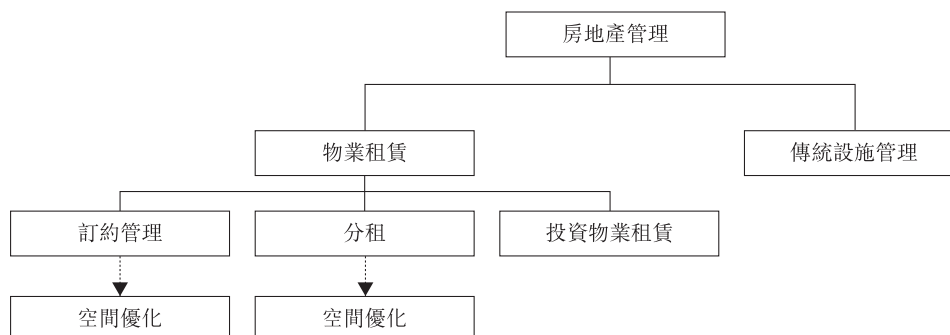 房地產管理
物業租賃
傳統設施管理
訂約管理
分租
投資物業租賃
空間優化
空間優化